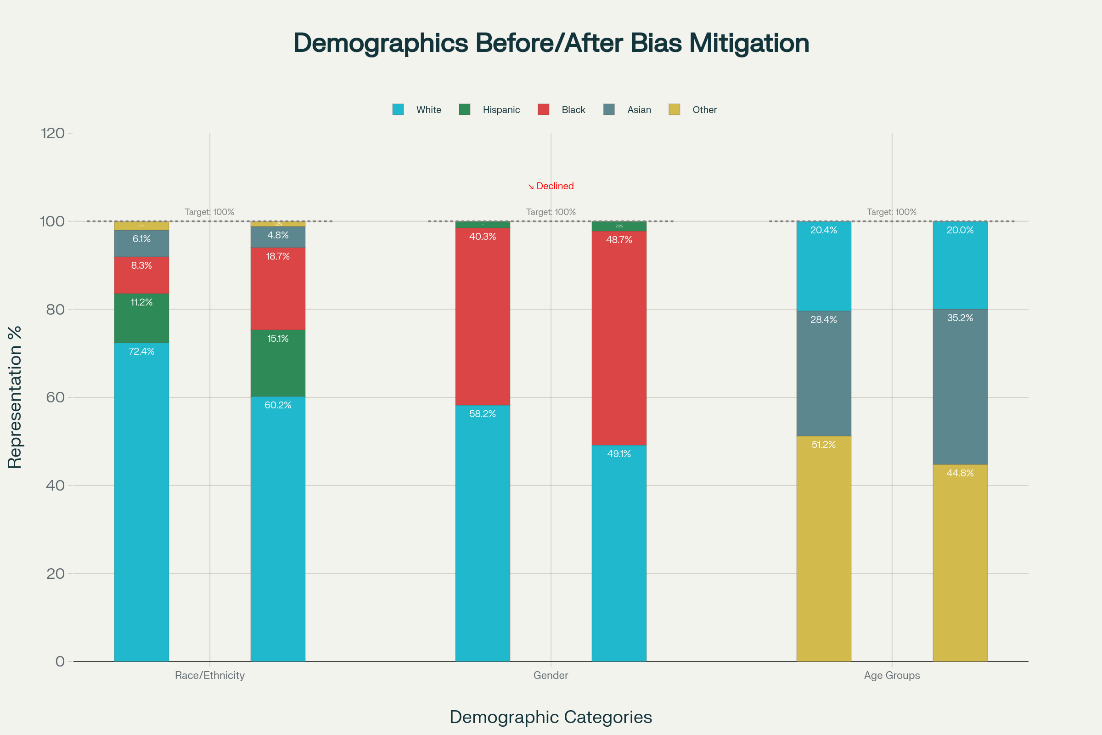 Demographics Before/After Bias Mitigation
White Hispanic Black Asian Other
120
↘ Declined
Target: 100% Target: 100% Target: 100%
100
6.1% 4.8% 40.3% 48.7% 20.4% 20.0%
8.3% 18.7%
11.2% 15.1% 28.4% 35.2%
80
72.4% 60.2% 58.2% 49.1% 51.2% 44.8%
60
40
20
0
Representation %
Race/Ethnicity Gender Age Groups
Demographic Categories